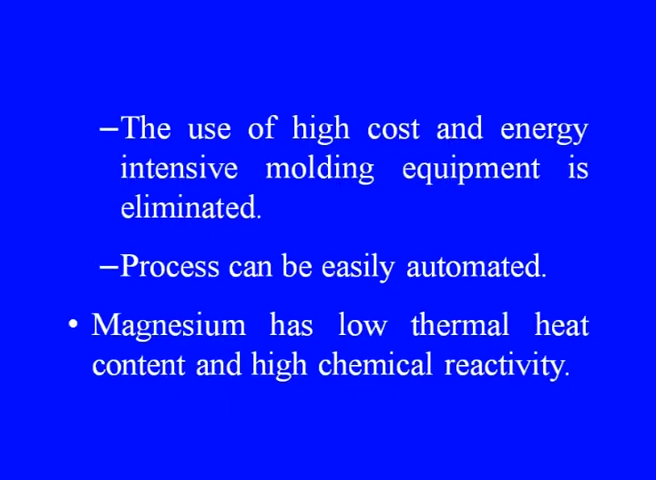 –The use of high cost and energy
intensive molding equipment is
eliminated.
–Process can be easily automated.
• Magnesium has low thermal heat
content and high chemical reactivity.